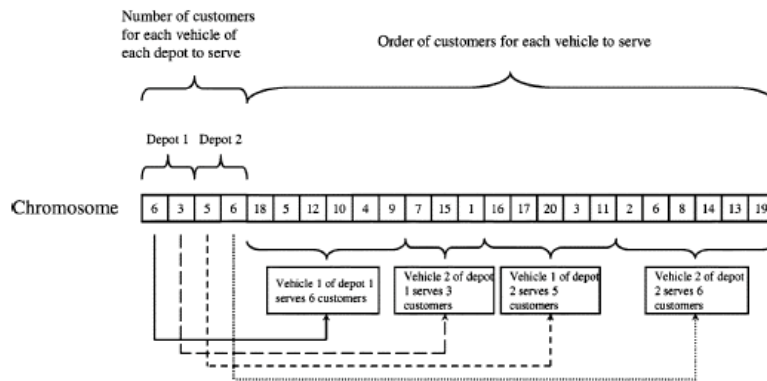 Number of customers
for each vehicle of
each depot to serve
Order of customers for each vehicle to serve
Depot 1 Depot 2
Chromosome 6 3 5 6 18 5 12 10 4 9 7 15 1 16 17 20 3 11 2 6 8 14 13 19
Vehicle 1 of depot 1
serves 6 customers
Vehicle 2 of depot
1 serves 3
customers
Vehicle 1 of depot
2 serves 5
customers
Vehicle 2 of depot
2 serves 6
customers